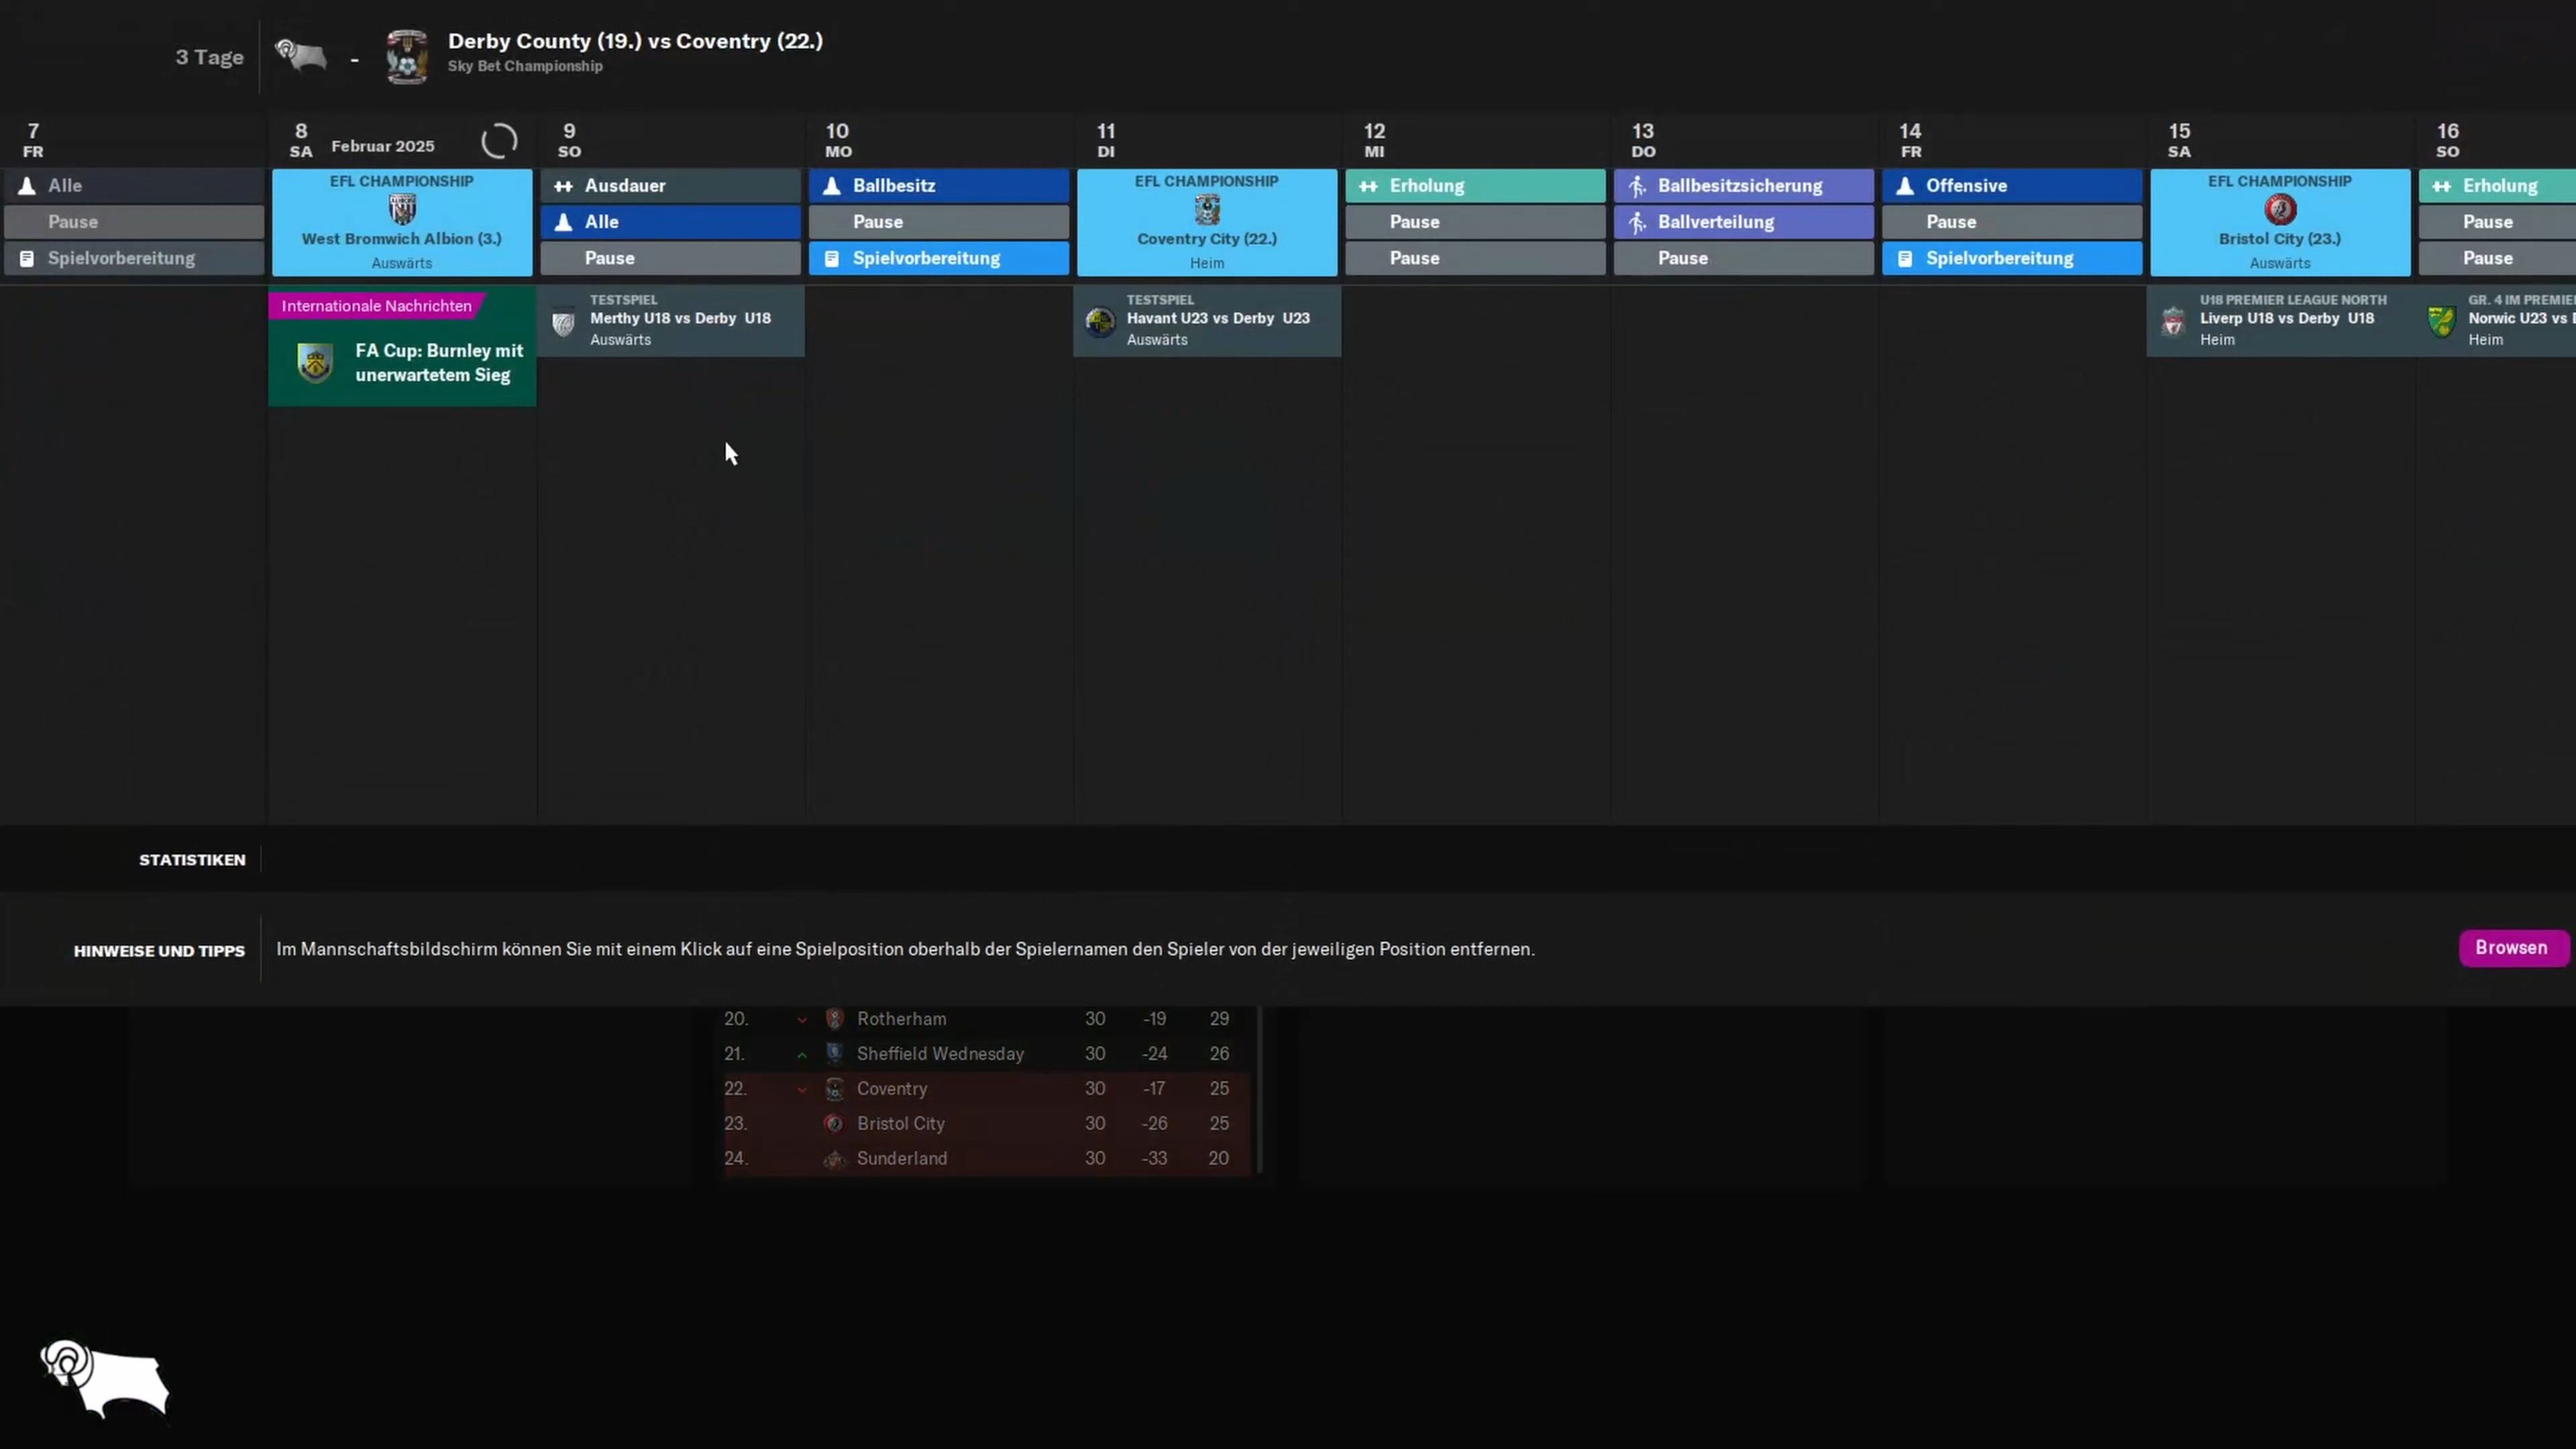 3 Tage
-
Derby County (19.) vs Coventry (22.)
Sky Bet Championship
7
FR
8
SA
Februar 2025
9
SO
10
MO
11
DI
12
MI
13
DO
14
FR
15
SA
16
SO
Alle
Pause
Spielvorbereitung
EFL CHAMPIONSHIP
West Bromwich Albion (3.)
Auswärts
Ausdauer
Alle
Pause
Ballbesitz
Pause
Spielvorbereitung
EFL CHAMPIONSHIP
Coventry City (22.)
Heim
Erholung
Pause
Pause
Ballbesitzsicherung
Ballverteilung
Pause
Offensive
Pause
Spielvorbereitung
EFL CHAMPIONSHIP
Bristol City (23.)
Auswärts
Erholung
Pause
Pause
Internationale Nachrichten
FA Cup: Burnley mit
unerwartetem Sieg
TESTSPIEL
Merthy U18 vs Derby U18
Auswärts
TESTSPIEL
Havant U23 vs Derby U23
Auswärts
U18 PREMIER LEAGUE NORTH
Liverp U18 vs Derby U18
Heim
GR. 4 IM PREMIE
Norwic U23 vs D
Heim
STATISTIKEN
HINWEISE UND TIPPS
Im Mannschaftsbildschirm können Sie mit einem Klick auf eine Spielposition oberhalb der Spielernamen den Spieler von der jeweiligen Position entfernen.
Browsen
20. Rotherham 30 -19 29
21. Sheffield Wednesday 30 -24 26
22. Coventry 30 -17 25
23. Bristol City 30 -26 25
24. Sunderland 30 -33 20